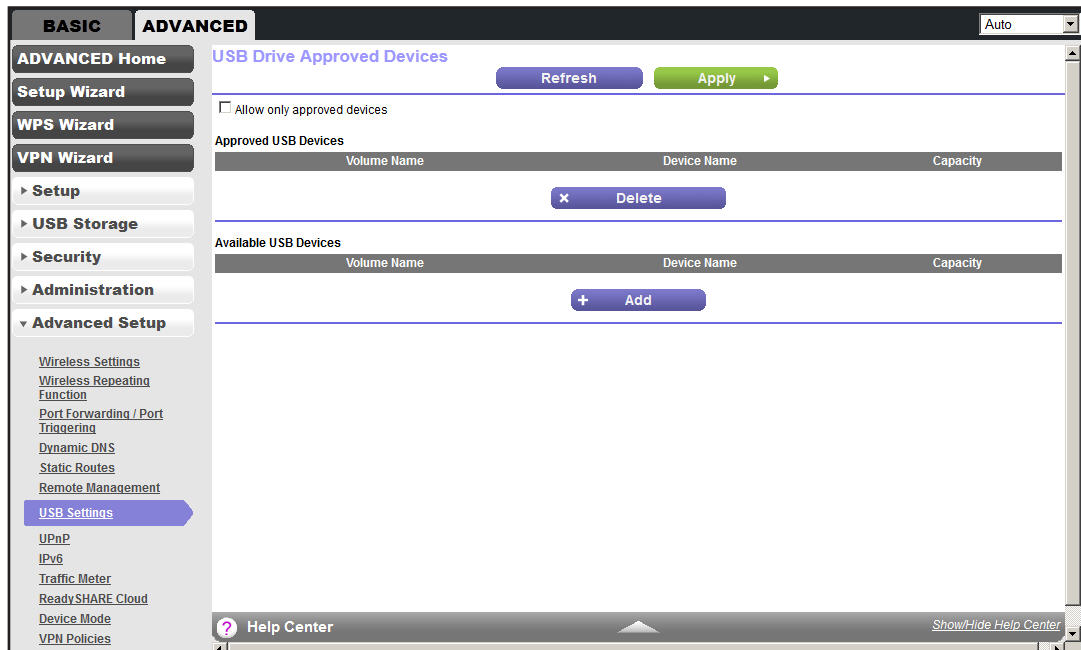 BASIC
ADVANCED
Auto
ADVANCED Home
Setup Wizard
WPS Wizard
VPN Wizard
Setup
USB Storage
Security
Administration
Advanced Setup
Wireless Settings
Wireless Repeating
Function
Port Forwarding / Port
Triggering
Dynamic DNS
Static Routes
Remote Management
USB Settings
UPnP
IPv6
Traffic Meter
ReadySHARE Cloud
Device Mode
VPN Policies
USB Drive Approved Devices
Refresh
Apply
Allow only approved devices
Approved USB Devices
Volume Name Device Name Capacity
Delete
Available USB Devices
Volume Name Device Name Capacity
+ Add
? Help Center
Show/Hide Help Center